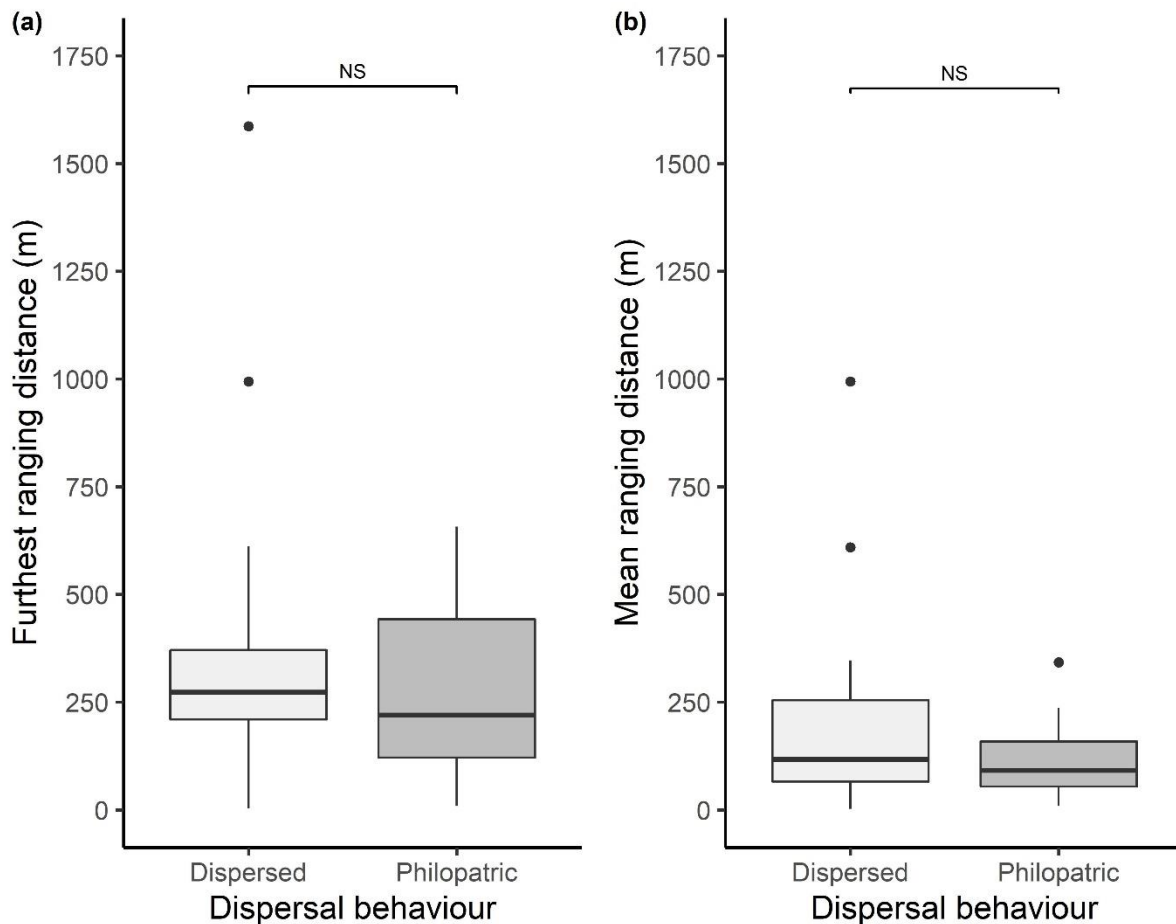 (a)
NS
Furthest ranging distance (m)
1750
1500
1250
1000
750
500
250
0
Dispersed Philopatric
Dispersal behaviour
(b)
NS
Mean ranging distance (m)
1750
1500
1250
1000
750
500
250
0
Dispersed Philopatric
Dispersal behaviour